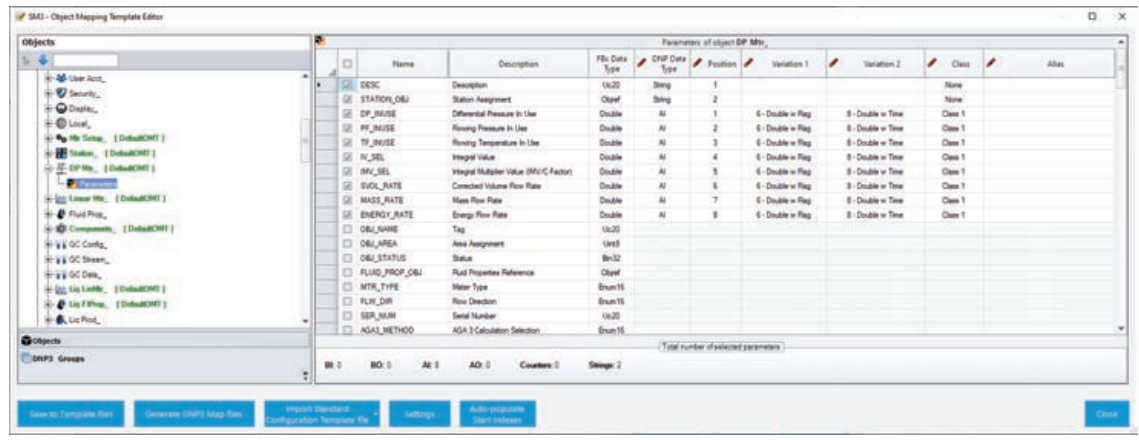 SM3 - Object Mapping Template Editor
Objects
User Acct_
Security_
Display_
Local_
Mtr Setup_ [ DefaultOMT ]
Station_ [ DefaultOMT ]
DP Mtr_ [ DefaultOMT ]
Parameters
Linear Mtr_ [ DefaultOMT ]
Fluid Prop_
Components_ [ DefaultOMT ]
GC Config_
GC Stream_
GC Data_
Liq LinMtr_ [ DefaultOMT ]
Liq FlProp_ [ DefaultOMT ]
Liq Prod_
Objects
DNP3 Groups
Parameters of object DP Mtr_
Name Description FBx Data Type DNP Data Type Position Variation 1 Variation 2 Class Alias
DESC Description Uc20 String 1 None
STATION_OBJ Station Assignment Objref String 2 None
DP_INUSE Differential Pressure In Use Double AI 1 6 - Double w Flag 8 - Double w Time Class 1
PF_INUSE Flowing Pressure In Use Double AI 2 6 - Double w Flag 8 - Double w Time Class 1
TF_INUSE Flowing Temperature In Use Double AI 3 6 - Double w Flag 8 - Double w Time Class 1
IV_SEL Integral Value Double AI 4 6 - Double w Flag 8 - Double w Time Class 1
IMV_SEL Integral Multiplier Value (IMV/C-Factor) Double AI 5 6 - Double w Flag 8 - Double w Time Class 1
SVOL_RATE Corrected Volume Flow Rate Double AI 6 6 - Double w Flag 8 - Double w Time Class 1
MASS_RATE Mass Flow Rate Double AI 7 6 - Double w Flag 8 - Double w Time Class 1
ENERGY_RATE Energy Flow Rate Double AI 8 6 - Double w Flag 8 - Double w Time Class 1
OBJ_NAME Tag Uc20
OBJ_AREA Area Assignment Uint8
OBJ_STATUS Status Bin32
FLUID_PROP_OBJ Fluid Properties Reference Objref
MTR_TYPE Meter Type Enum16
FLW_DIR Flow Direction Enum16
SER_NUM Serial Number Uc20
AGA3_METHOD AGA 3 Calculation Selection Enum16
Total number of selected parameters
BI: 0 BO: 0 AI: 8 AO: 0 Counters: 0 Strings: 2
Save to Template files
Generate DNP3 Map files
Import Standard Configuration Template file
Settings
Auto-populate Start Indexes
Close